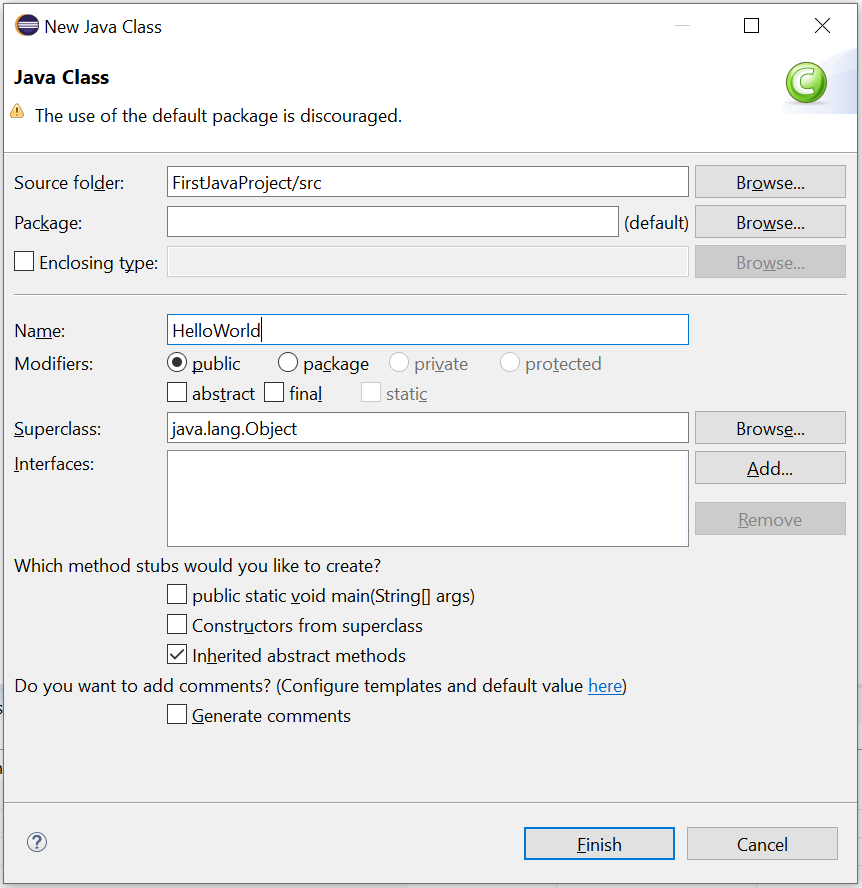 New Java Class
Java Class
The use of the default package is discouraged.
Source folder: FirstJavaProject/src Browse...
Package: (default) Browse...
Enclosing type: Browse...
Name: HelloWorld
Modifiers: public package private protected
abstract final static
Superclass: java.lang.Object Browse...
Interfaces: Add...
Remove
Which method stubs would you like to create?
public static void main(String[] args)
Constructors from superclass
Inherited abstract methods
Do you want to add comments? (Configure templates and default value here)
Generate comments
Finish Cancel